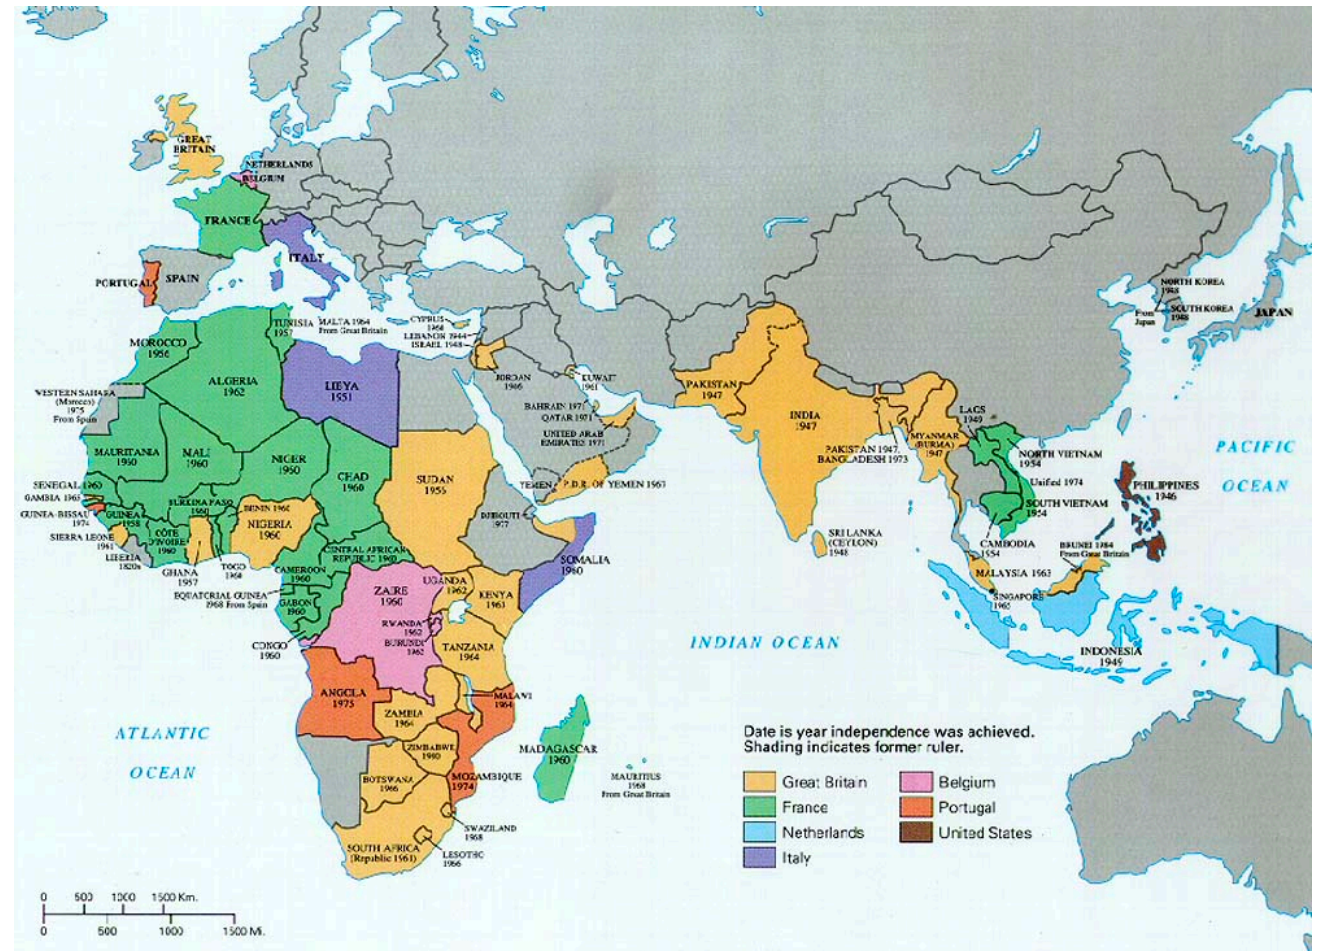 GREAT
BRITAIN
NETHERLANDS
BELGIUM
FRANCE
ITALY
PORTUGAL
SPAIN
TUNISIA
1957
MALTA 1964
From Great Britain
CYPRUS
1960
LEBANON 1944
ISRAEL 1948
MOROCCO
1956
ALGERIA
1962
LIBYA
1951
JORDAN
1946
KUWAIT
1961
WESTERN SAHARA
(Morocco)
1975
From Spain
BAHRAIN 1971
QATAR 1971
UNITED ARAB
EMIRATES 1971
PAKISTAN
1947
INDIA
1947
PAKISTAN 1947,
BANGLADESH 1973
MYANMAR
(BURMA)
1947
LAOS
1949
NORTH VIETNAM
1954
Unified 1974
SOUTH VIETNAM
1954
CAMBODIA
1954
NORTH KOREA
1948
SOUTH KOREA
1948
From
Japan
JAPAN
PACIFIC
OCEAN
PHILIPPINES
1946
MAURITANIA
1960
MALI
1960
NIGER
1960
CHAD
1960
SUDAN
1955
YEMEN
P.D.R. OF YEMEN 1967
SENEGAL 1960
GAMBIA 1965
GUINEA-BISSAU
1974
GUINEA
1958
BURKINA FASO
1960
BENIN 1960
NIGERIA
1960
SIERRA LEONE
1961
LIBERIA
1820s
CÔTE
D'IVOIRE
1960
GHANA
1957
TOGO
1960
CAMEROON
1960
CENTRAL AFRICAN
REPUBLIC 1960
DJIBOUTI
1977
SOMALIA
1960
SRI LANKA
(CEYLON)
1948
BRUNEI 1984
From Great Britain
MALAYSIA 1963
SINGAPORE
1965
INDONESIA
1949
EQUATORIAL GUINEA
1968 From Spain
GABON
1960
CONGO
1960
ZAIRE
1960
UGANDA
1962
KENYA
1963
RWANDA
1962
BURUNDI
1962
TANZANIA
1964
INDIAN OCEAN
ANGOLA
1975
ZAMBIA
1964
MALAWI
1964
ZIMBABWE
1980
MOZAMBIQUE
1974
BOTSWANA
1966
MADAGASCAR
1960
MAURITIUS
1968
From Great Britain
SWAZILAND
1968
SOUTH AFRICA
(Republic 1961)
LESOTHO
1966
ATLANTIC
OCEAN
Date is year independence was achieved.
Shading indicates former ruler.
Great Britain
France
Netherlands
Italy
Belgium
Portugal
United States
0 500 1000 1500 Km.
0 500 1000 1500 Mi.